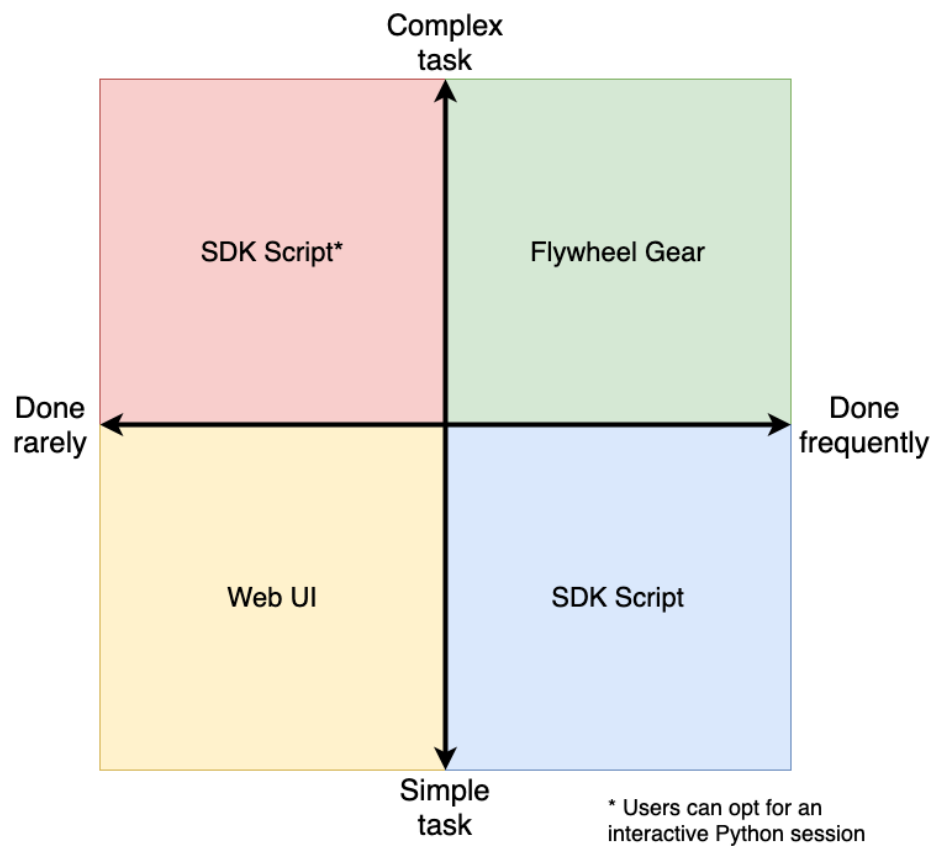 Complex
task
SDK Script*
Flywheel Gear
Done
rarely
Done
frequently
Web UI
SDK Script
Simple
task
* Users can opt for an
interactive Python session